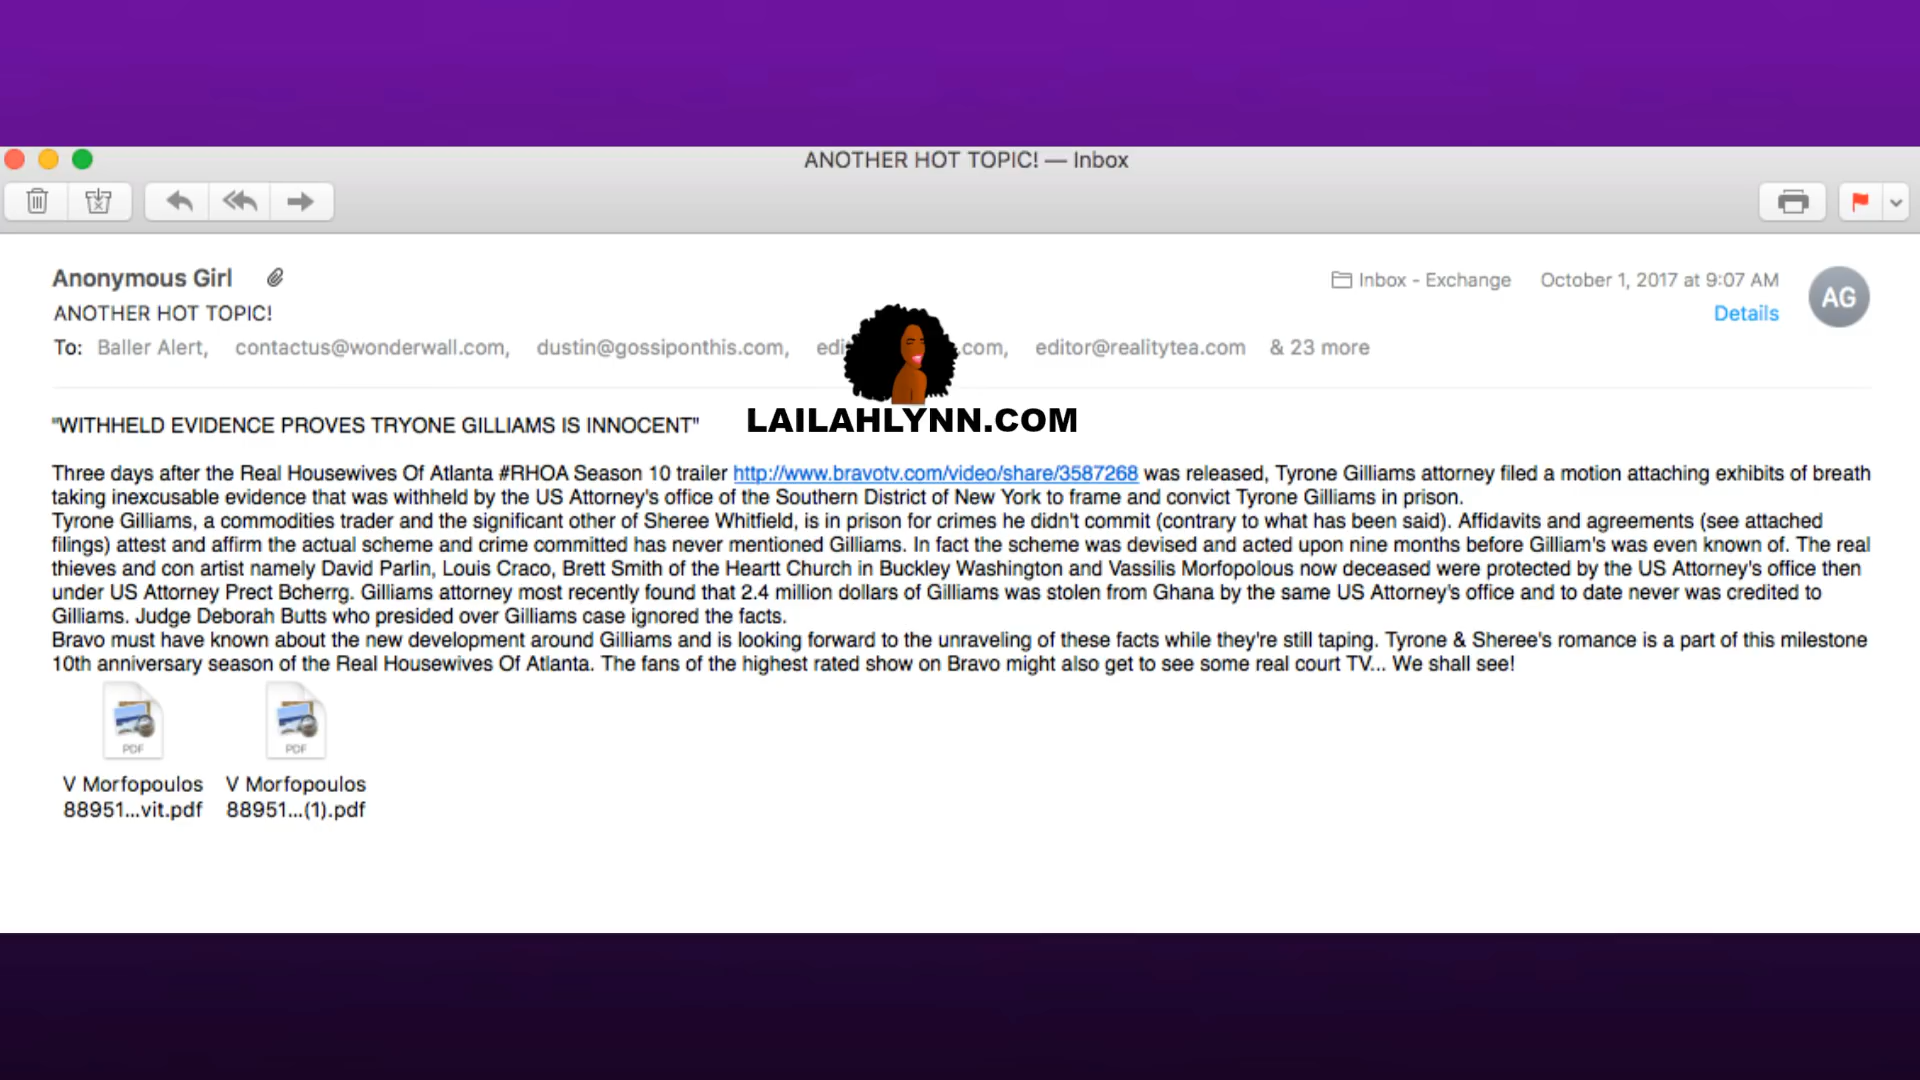 ANOTHER HOT TOPIC! — Inbox
Anonymous Girl
Inbox - Exchange October 1, 2017 at 9:07 AM
AG
ANOTHER HOT TOPIC!
Details
To: Baller Alert, contactus@wonderwall.com, dustin@gossiponthis.com, .com, editor@realitytea.com & 23 more
LAILAHLYNN.COM
"WITHHELD EVIDENCE PROVES TRYONE GILLIAMS IS INNOCENT"
Three days after the Real Housewives Of Atlanta #RHOA Season 10 trailer http://www.bravotv.com/video/share/3587268 was released, Tyrone Gilliams attorney filed a motion attaching exhibits of breath
taking inexcusable evidence that was withheld by the US Attorney's office of the Southern District of New York to frame and convict Tyrone Gilliams in prison.
Tyrone Gilliams, a commodities trader and the significant other of Sheree Whitfield, is in prison for crimes he didn't commit (contrary to what has been said). Affidavits and agreements (see attached
filings) attest and affirm the actual scheme and crime committed has never mentioned Gilliams. In fact the scheme was devised and acted upon nine months before Gilliam's was even known of. The real
thieves and con artist namely David Parlin, Louis Craco, Brett Smith of the Heartt Church in Buckley Washington and Vassilis Morfopolous now deceased were protected by the US Attorney's office then
under US Attorney Prect Bcherrg. Gilliams attorney most recently found that 2.4 million dollars of Gilliams was stolen from Ghana by the same US Attorney's office and to date never was credited to
Gilliams. Judge Deborah Butts who presided over Gilliams case ignored the facts.
Bravo must have known about the new development around Gilliams and is looking forward to the unraveling of these facts while they're still taping. Tyrone & Sheree's romance is a part of this milestone
10th anniversary season of the Real Housewives Of Atlanta. The fans of the highest rated show on Bravo might also get to see some real court TV... We shall see!
PDF PDF
V Morfopoulos V Morfopoulos
88951...vit.pdf 88951...(1).pdf